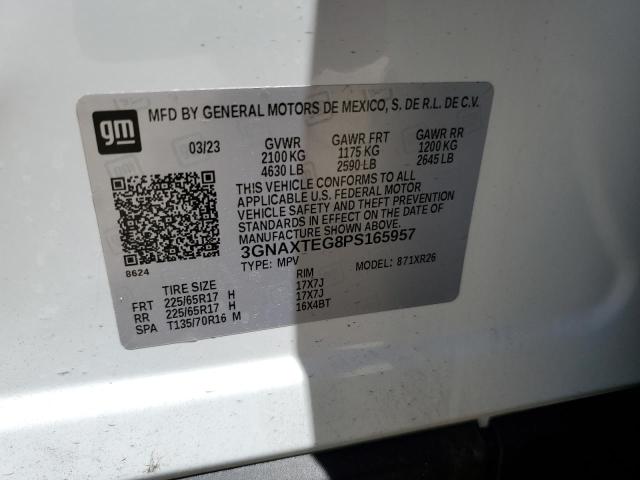 gm
MFD BY GENERAL MOTORS DE MEXICO, S. DE R.L. DE C.V.
03/23 GVWR GAWR FRT GAWR RR
2100 KG 1175 KG 1200 KG
4630 LB 2590 LB 2645 LB
THIS VEHICLE CONFORMS TO ALL
APPLICABLE U.S. FEDERAL MOTOR
VEHICLE SAFETY AND THEFT PREVENTION
STANDARDS IN EFFECT ON THE DATE OF
MANUFACTURE SHOWN ABOVE.
3GNAXTEG8PS165957
8624
TYPE: MPV MODEL: 871XR26
TIRE SIZE RIM
FRT 225/65R17 H 17X7J
RR 225/65R17 H 17X7J
SPA T135/70R16 M 16X4BT